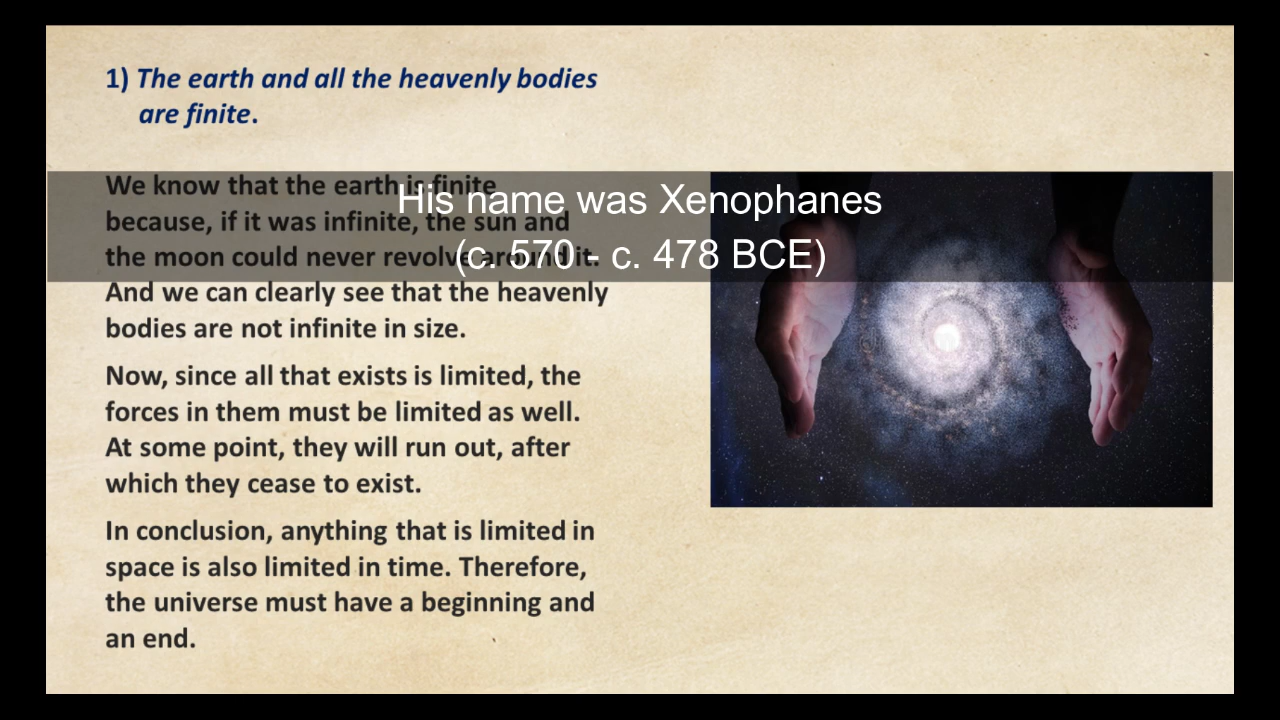 1) The earth and all the heavenly bodies
are finite.
We know that the earth is finite
because, if it was infinite, the sun and
the moon could never revolve around it.
His name was Xenophanes
(c. 570 - c. 478 BCE)
And we can clearly see that the heavenly
bodies are not infinite in size.
Now, since all that exists is limited, the
forces in them must be limited as well.
At some point, they will run out, after
which they cease to exist.
In conclusion, anything that is limited in
space is also limited in time. Therefore,
the universe must have a beginning and
an end.